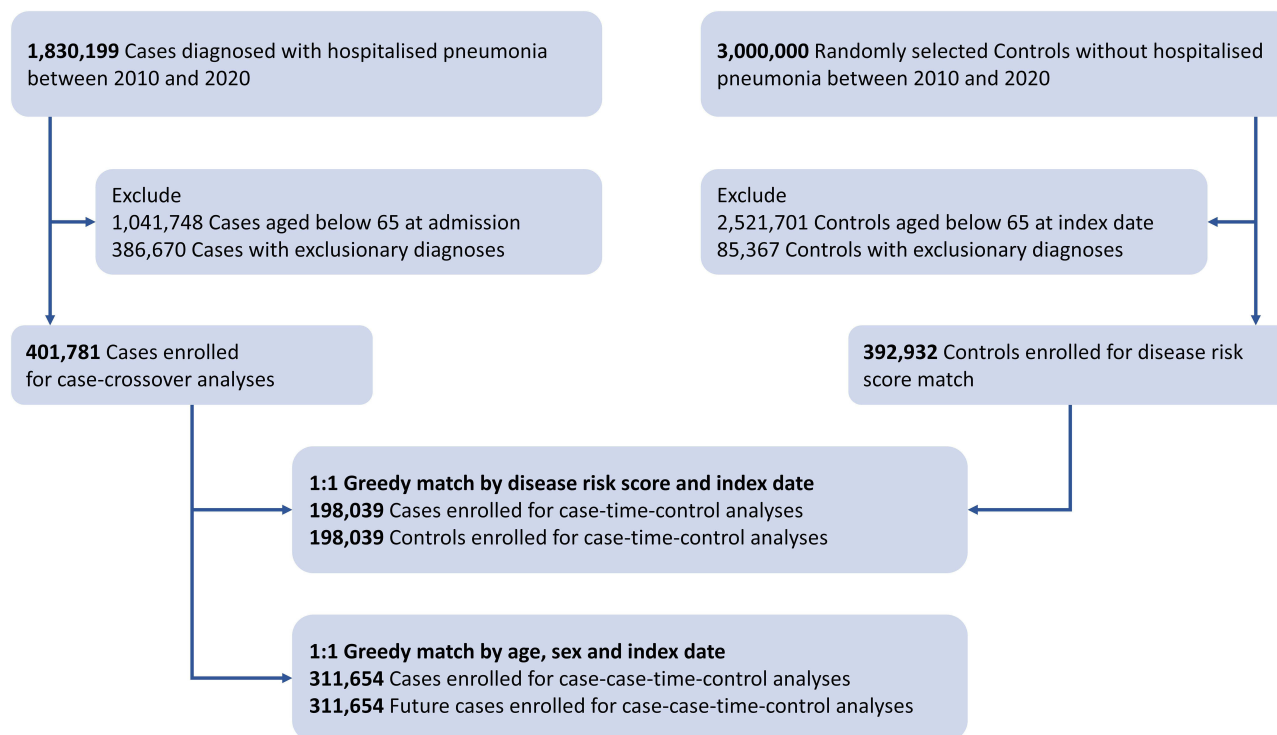 1,830,199 Cases diagnosed with hospitalised pneumonia
between 2010 and 2020
3,000,000 Randomly selected Controls without hospitalised
pneumonia between 2010 and 2020
Exclude
1,041,748 Cases aged below 65 at admission
386,670 Cases with exclusionary diagnoses
Exclude
2,521,701 Controls aged below 65 at index date
85,367 Controls with exclusionary diagnoses
401,781 Cases enrolled
for case-crossover analyses
392,932 Controls enrolled for disease risk
score match
1:1 Greedy match by disease risk score and index date
198,039 Cases enrolled for case-time-control analyses
198,039 Controls enrolled for case-time-control analyses
1:1 Greedy match by age, sex and index date
311,654 Cases enrolled for case-case-time-control analyses
311,654 Future cases enrolled for case-case-time-control analyses